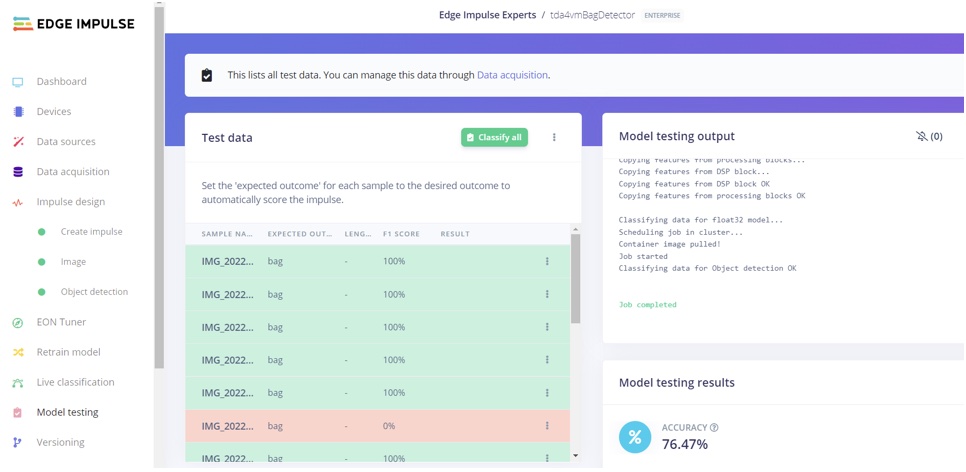 EDGE IMPULSE
Edge Impulse Experts / tda4vmBagDetector ENTERPRISE
Dashboard
Devices
Data sources
Data acquisition
Impulse design
Create impulse
Image
Object detection
EON Tuner
Retrain model
Live classification
Model testing
Versioning
This lists all test data. You can manage this data through Data acquisition.
Test data
Classify all
Set the 'expected outcome' for each sample to the desired outcome to
automatically score the impulse.
SAMPLE NA... EXPECTED OUT... LENG... F1 SCORE RESULT
IMG_2022... bag - 100%
IMG_2022... bag - 100%
IMG_2022... bag - 100%
IMG_2022... bag - 100%
IMG_2022... bag - 100%
IMG_2022... bag - 0%
IMG_2022... bag - 100%
Model testing output
(0)
Copying features from processing blocks...
Copying features from DSP block...
Copying features from DSP block OK
Copying features from processing blocks OK
Classifying data for float32 model...
Scheduling job in cluster...
Container image pulled!
Job started
Classifying data for Object detection OK
Job completed
Model testing results
%
ACCURACY
76.47%